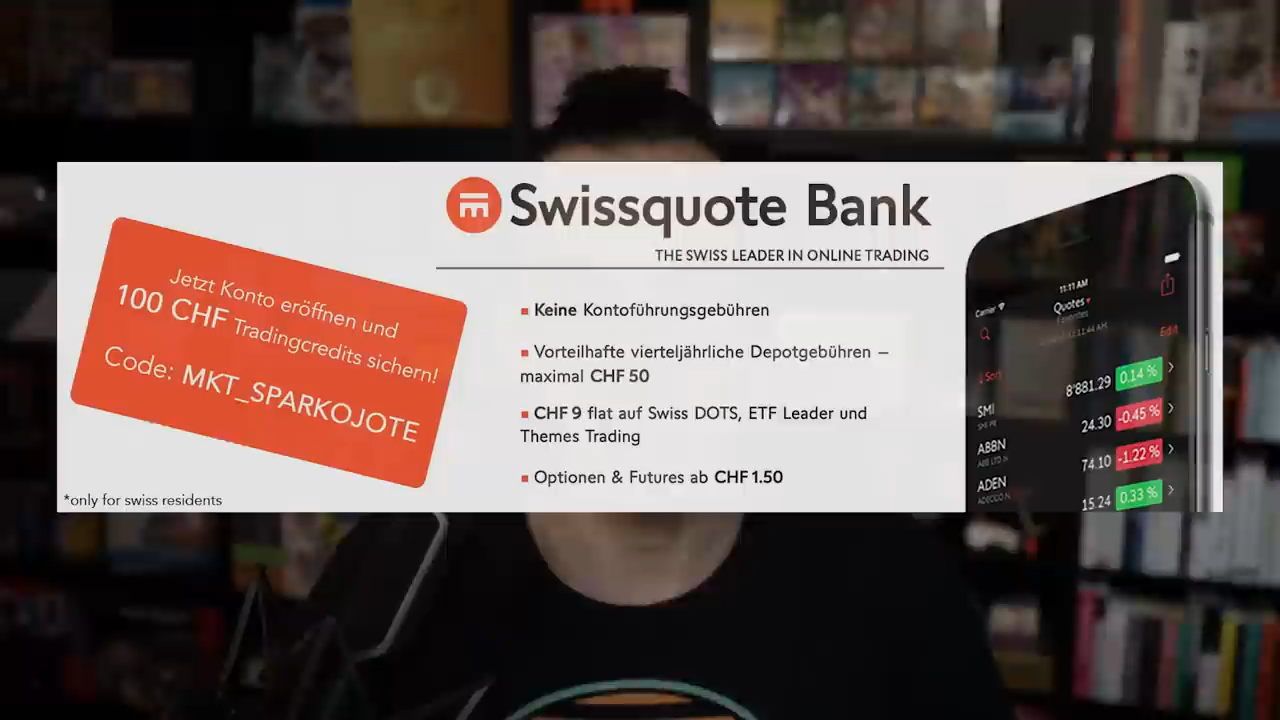 Swissquote Bank
THE SWISS LEADER IN ONLINE TRADING
Jetzt Konto eröffnen und
100 CHF Tradingcredits sichern!
Code: MKT_SPARKOJOTE
*only for swiss residents
▪ Keine Kontoführungsgebühren
▪ Vorteilhafte vierteljährliche Depotgebühren –
maximal CHF 50
▪ CHF 9 flat auf Swiss DOTS, ETF Leader und
Themes Trading
▪ Optionen & Futures ab CHF 1.50
11:11 AM
Carrier
Quotes
Favorites
Edit
Sort
8'881.29 0.14 %
SMI
24.30 -0.45 %
ABBN
74.10 -1.22 %
ADEN
15.24 0.33 %